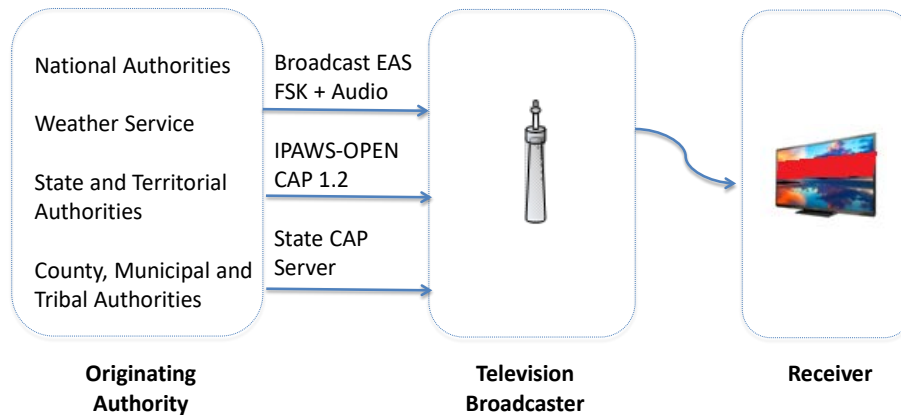 National Authorities
Weather Service
State and Territorial
Authorities
County, Municipal and
Tribal Authorities
Broadcast EAS
FSK + Audio
IPAWS-OPEN
CAP 1.2
State CAP
Server
Originating
Authority
Television
Broadcaster
Receiver